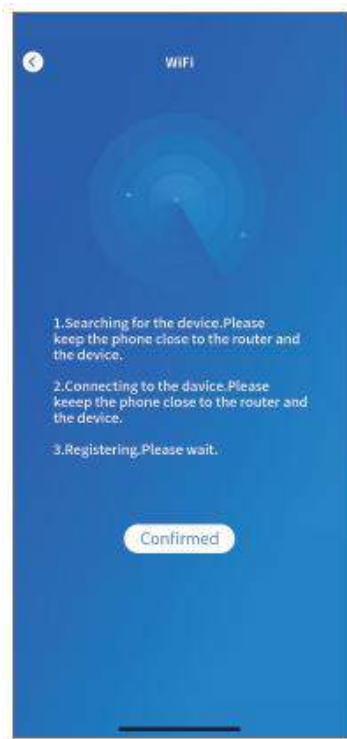 WiFi
1.Searching for the device.Please
keep the phone close to the router and
the device.
2.Connecting to the davice.Please
keeep the phone close to the router and
the device.
3.Registering.Please wait.
Confirmed